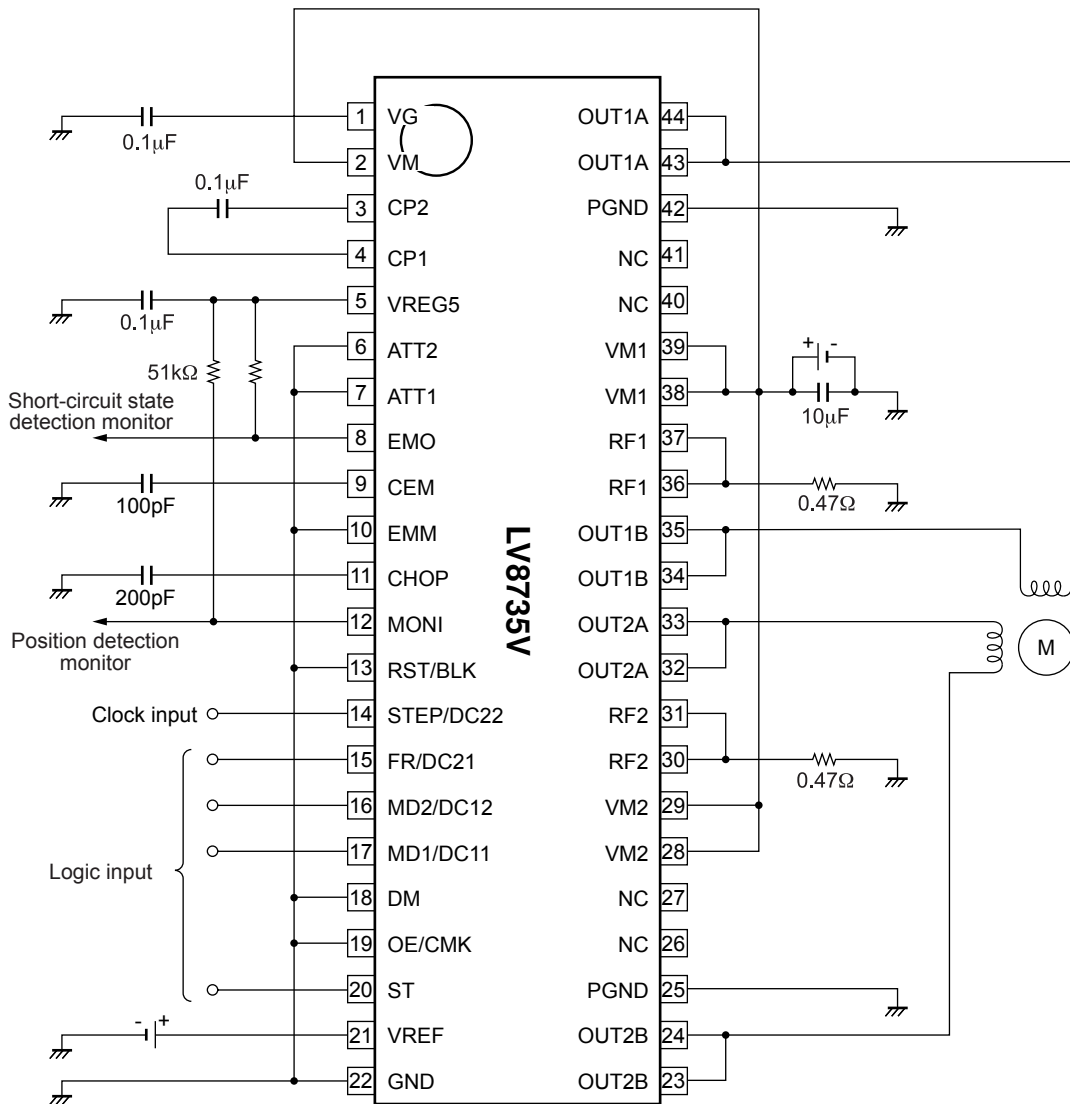 1 VG
0.1μF
2 VM
0.1μF
3 CP2
4 CP1
5 VREG5
0.1μF
6 ATT2
51kΩ
7 ATT1
Short-circuit state
detection monitor
8 EMO
9 CEM
100pF
10 EMM
11 CHOP
200pF
12 MONI
Position detection
monitor
13 RST/BLK
Clock input
14 STEP/DC22
15 FR/DC21
16 MD2/DC12
17 MD1/DC11
Logic input
18 DM
19 OE/CMK
20 ST
- +
21 VREF
22 GND
LV8735V
OUT1A 44
OUT1A 43
PGND 42
NC 41
NC 40
VM1 39
+ -
VM1 38
10μF
RF1 37
RF1 36
0.47Ω
OUT1B 35
OUT1B 34
OUT2A 33
M
OUT2A 32
RF2 31
RF2 30
0.47Ω
VM2 29
VM2 28
NC 27
NC 26
PGND 25
OUT2B 24
OUT2B 23